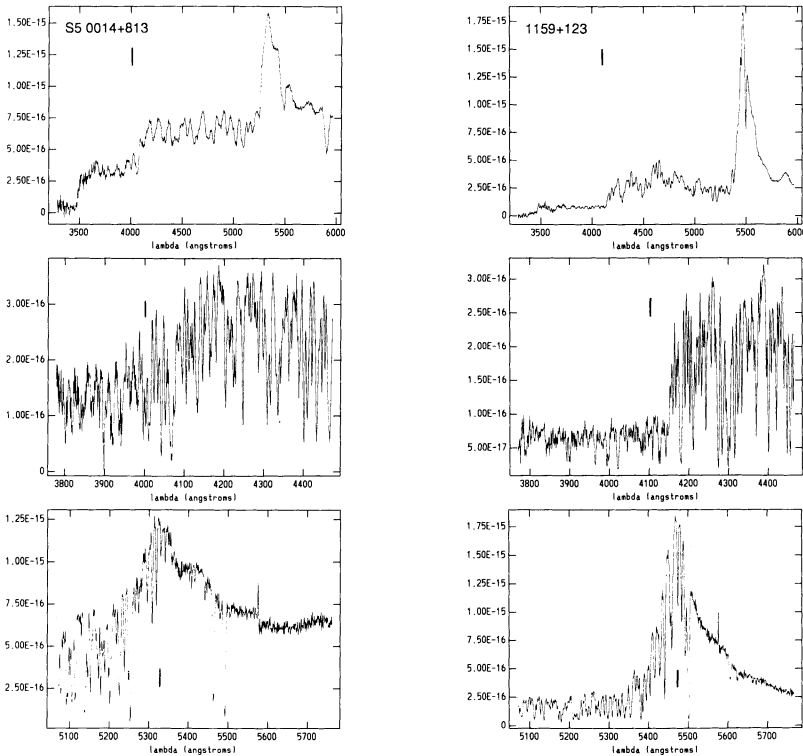 S5 0014+813
1.50E-15
1.25E-15
1.00E-15
7.50E-16
5.00E-16
2.50E-16
0
3500 4000 4500 5000 5500 6000
lambda (angstroms)
1159+123
1.75E-15
1.50E-15
1.25E-15
1.00E-15
7.50E-16
5.00E-16
2.50E-16
0
3500 4000 4500 5000 5500 6000
lambda (angstroms)
3.00E-16
2.00E-16
1.00E-16
0
3800 3900 4000 4100 4200 4300 4400
lambda (angstroms)
3.00E-16
2.50E-16
2.00E-16
1.50E-16
1.00E-16
5.00E-17
3800 3900 4000 4100 4200 4300 4400
lambda (angstroms)
1.25E-15
1.00E-15
7.50E-16
5.00E-16
2.50E-16
5100 5200 5300 5400 5500 5600 5700
lambda (angstroms)
1.75E-15
1.50E-15
1.25E-15
1.00E-15
7.50E-16
5.00E-16
2.50E-16
0
5100 5200 5300 5400 5500 5600 5700
lambda (angstroms)